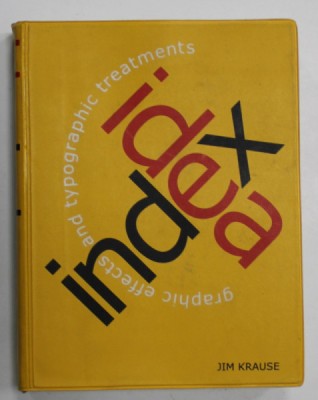 idea
index
graphic effects and typographic treatments
JIM KRAUSE